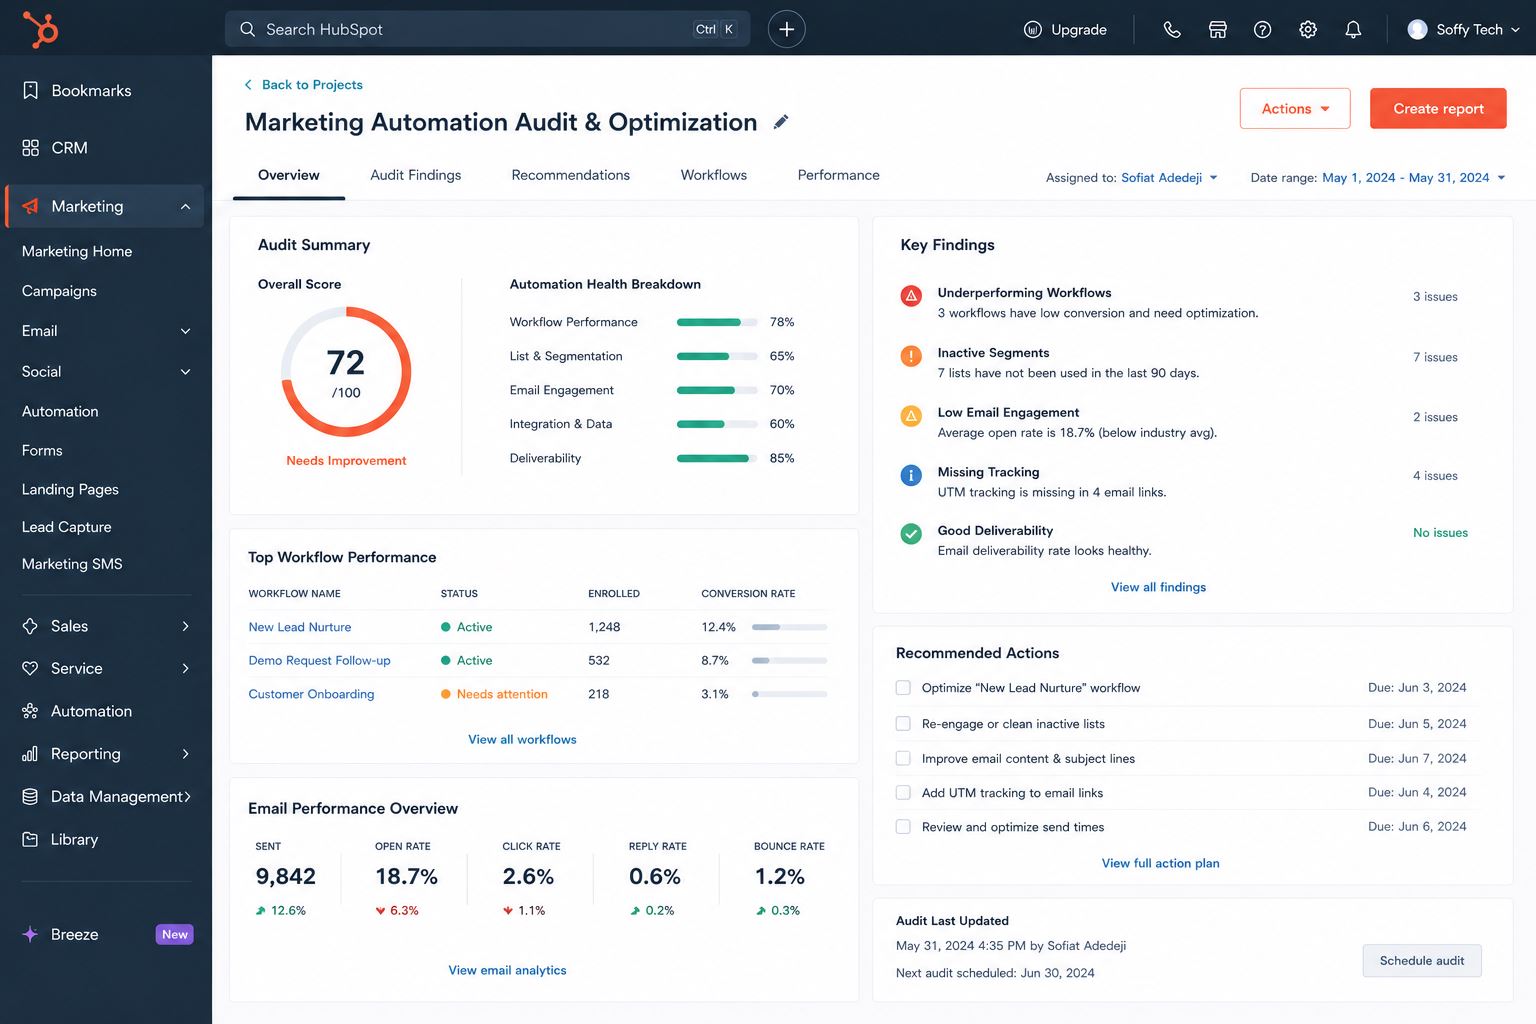 Search HubSpot
Ctrl K
Upgrade
Soffy Tech
Bookmarks
CRM
Marketing
Marketing Home
Campaigns
Email
Social
Automation
Forms
Landing Pages
Lead Capture
Marketing SMS
Sales
Service
Automation
Reporting
Data Management
Library
Breeze
New
Back to Projects
Marketing Automation Audit & Optimization
Actions
Create report
Overview
Audit Findings
Recommendations
Workflows
Performance
Assigned to: Sofiat Adedeji
Date range: May 1, 2024 - May 31, 2024
Audit Summary
Overall Score
72
/100
Needs Improvement
Automation Health Breakdown
Workflow Performance 78%
List & Segmentation 65%
Email Engagement 70%
Integration & Data 60%
Deliverability 85%
Top Workflow Performance
WORKFLOW NAME STATUS ENROLLED CONVERSION RATE
New Lead Nurture Active 1,248 12.4%
Demo Request Follow-up Active 532 8.7%
Customer Onboarding Needs attention 218 3.1%
View all workflows
Email Performance Overview
SENT OPEN RATE CLICK RATE REPLY RATE BOUNCE RATE
9,842 18.7% 2.6% 0.6% 1.2%
12.6% 6.3% 1.1% 0.2% 0.3%
View email analytics
Key Findings
Underperforming Workflows
3 issues
3 workflows have low conversion and need optimization.
Inactive Segments
7 issues
7 lists have not been used in the last 90 days.
Low Email Engagement
2 issues
Average open rate is 18.7% (below industry avg).
Missing Tracking
4 issues
UTM tracking is missing in 4 email links.
Good Deliverability
No issues
Email deliverability rate looks healthy.
View all findings
Recommended Actions
Optimize “New Lead Nurture” workflow Due: Jun 3, 2024
Re-engage or clean inactive lists Due: Jun 5, 2024
Improve email content & subject lines Due: Jun 7, 2024
Add UTM tracking to email links Due: Jun 4, 2024
Review and optimize send times Due: Jun 6, 2024
View full action plan
Audit Last Updated
May 31, 2024 4:35 PM by Sofiat Adedeji
Next audit scheduled: Jun 30, 2024
Schedule audit